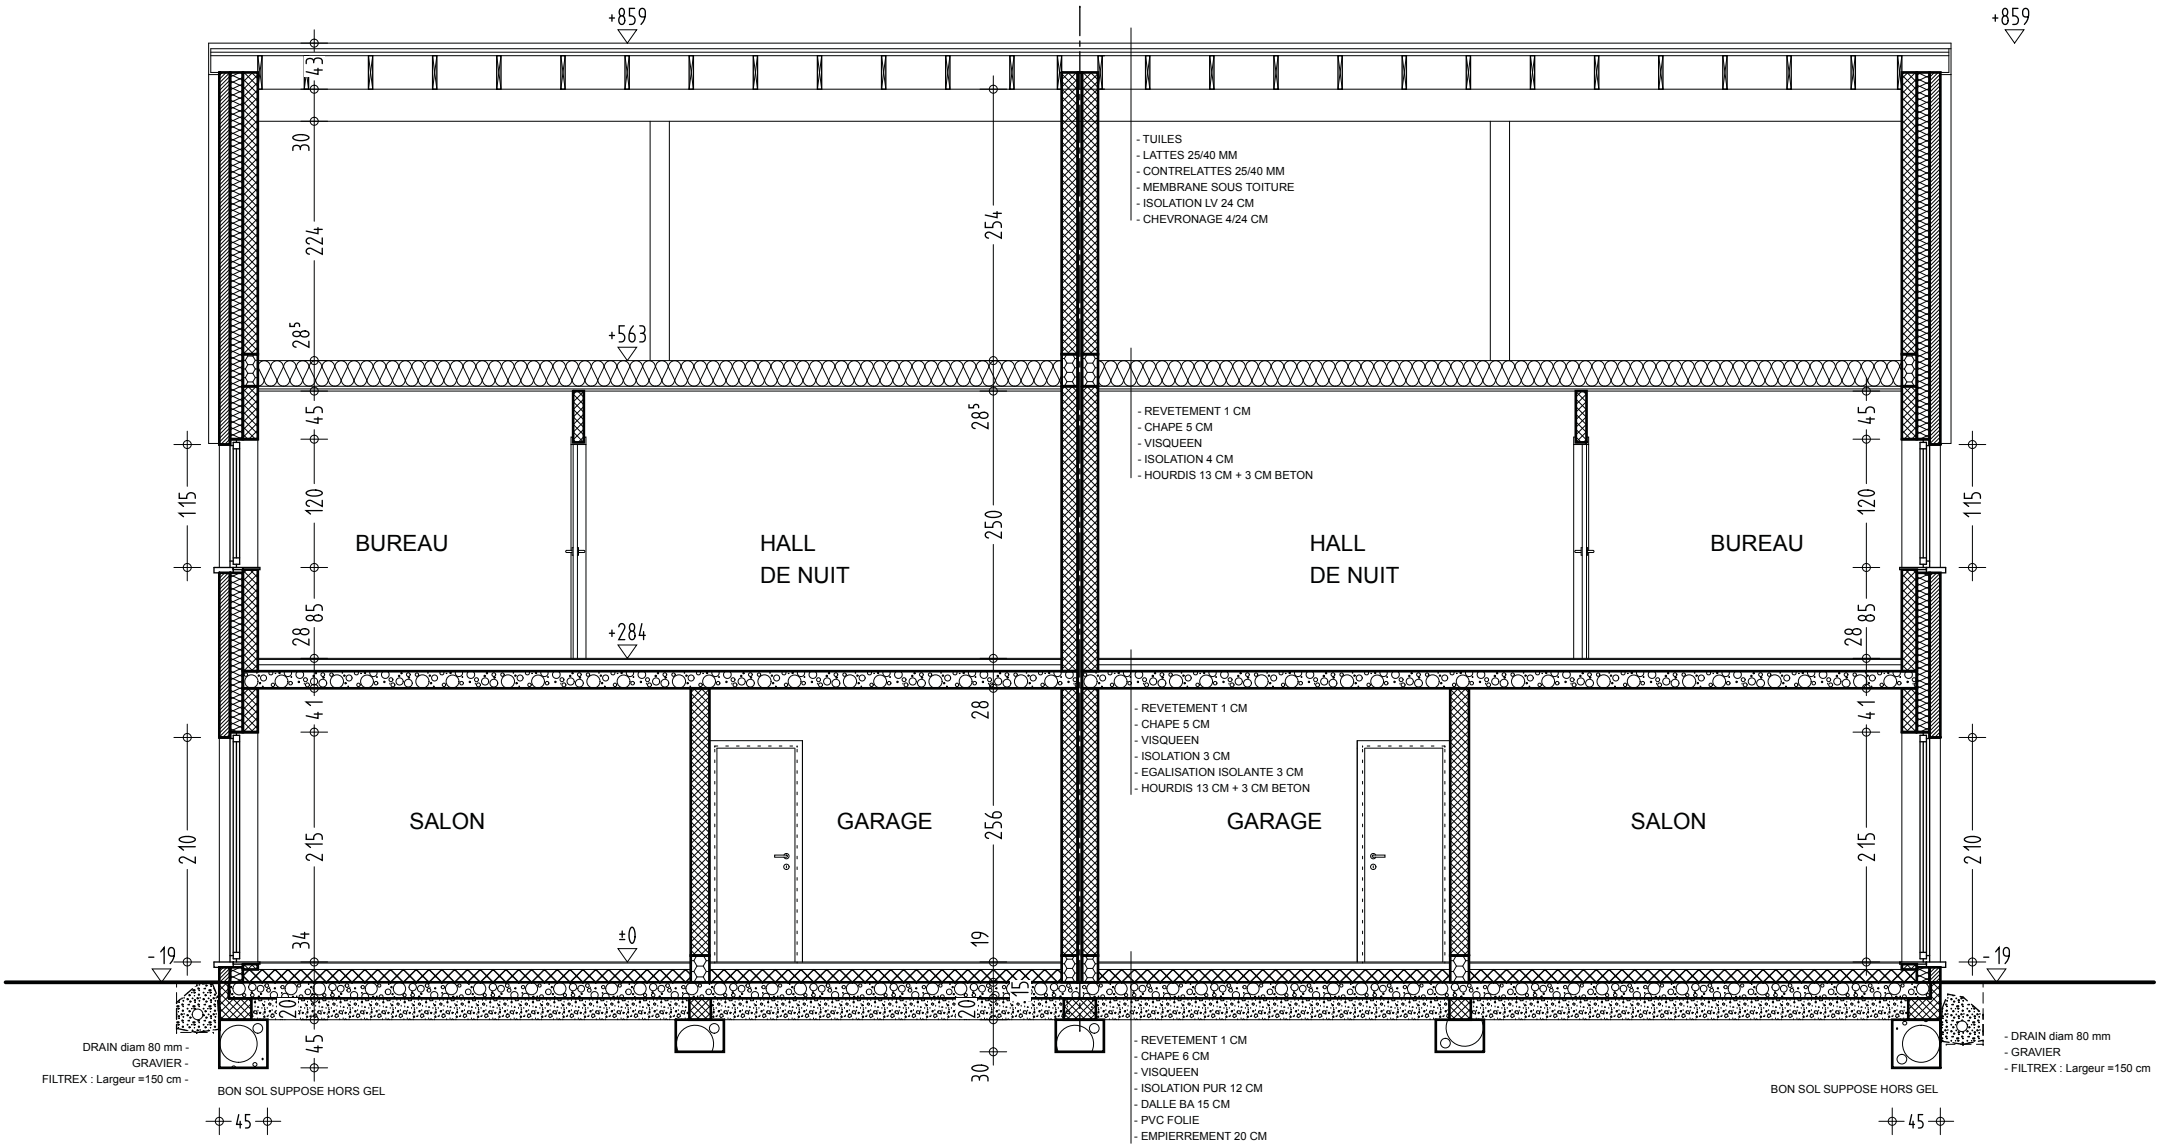 +859
+859
43
30
- TUILES
- LATTES 25/40 MM
- CONTRELATTES 25/40 MM
- MEMBRANE SOUS TOITURE
- ISOLATION LV 24 CM
- CHEVRONAGE 4/24 CM
224
254
28⁵
+563
45
28⁵
45
- REVETEMENT 1 CM
- CHAPE 5 CM
- VISQUEEN
- ISOLATION 4 CM
- HOURDIS 13 CM + 3 CM BETON
115
120
250
120
115
BUREAU
HALL
DE NUIT
HALL
DE NUIT
BUREAU
85
28
+284
85
28
41
28
41
- REVETEMENT 1 CM
- CHAPE 5 CM
- VISQUEEN
- ISOLATION 3 CM
- EGALISATION ISOLANTE 3 CM
- HOURDIS 13 CM + 3 CM BETON
SALON
GARAGE
GARAGE
SALON
210
215
256
215
210
34
±0
19
-19
-19
20
20
15
45
30
DRAIN diam 80 mm -
GRAVIER -
FILTREX : Largeur =150 cm -
BON SOL SUPPOSE HORS GEL
45
- REVETEMENT 1 CM
- CHAPE 6 CM
- VISQUEEN
- ISOLATION PUR 12 CM
- DALLE BA 15 CM
- PVC FOLIE
- EMPIERREMENT 20 CM
- DRAIN diam 80 mm
- GRAVIER
- FILTREX : Largeur =150 cm
BON SOL SUPPOSE HORS GEL
45